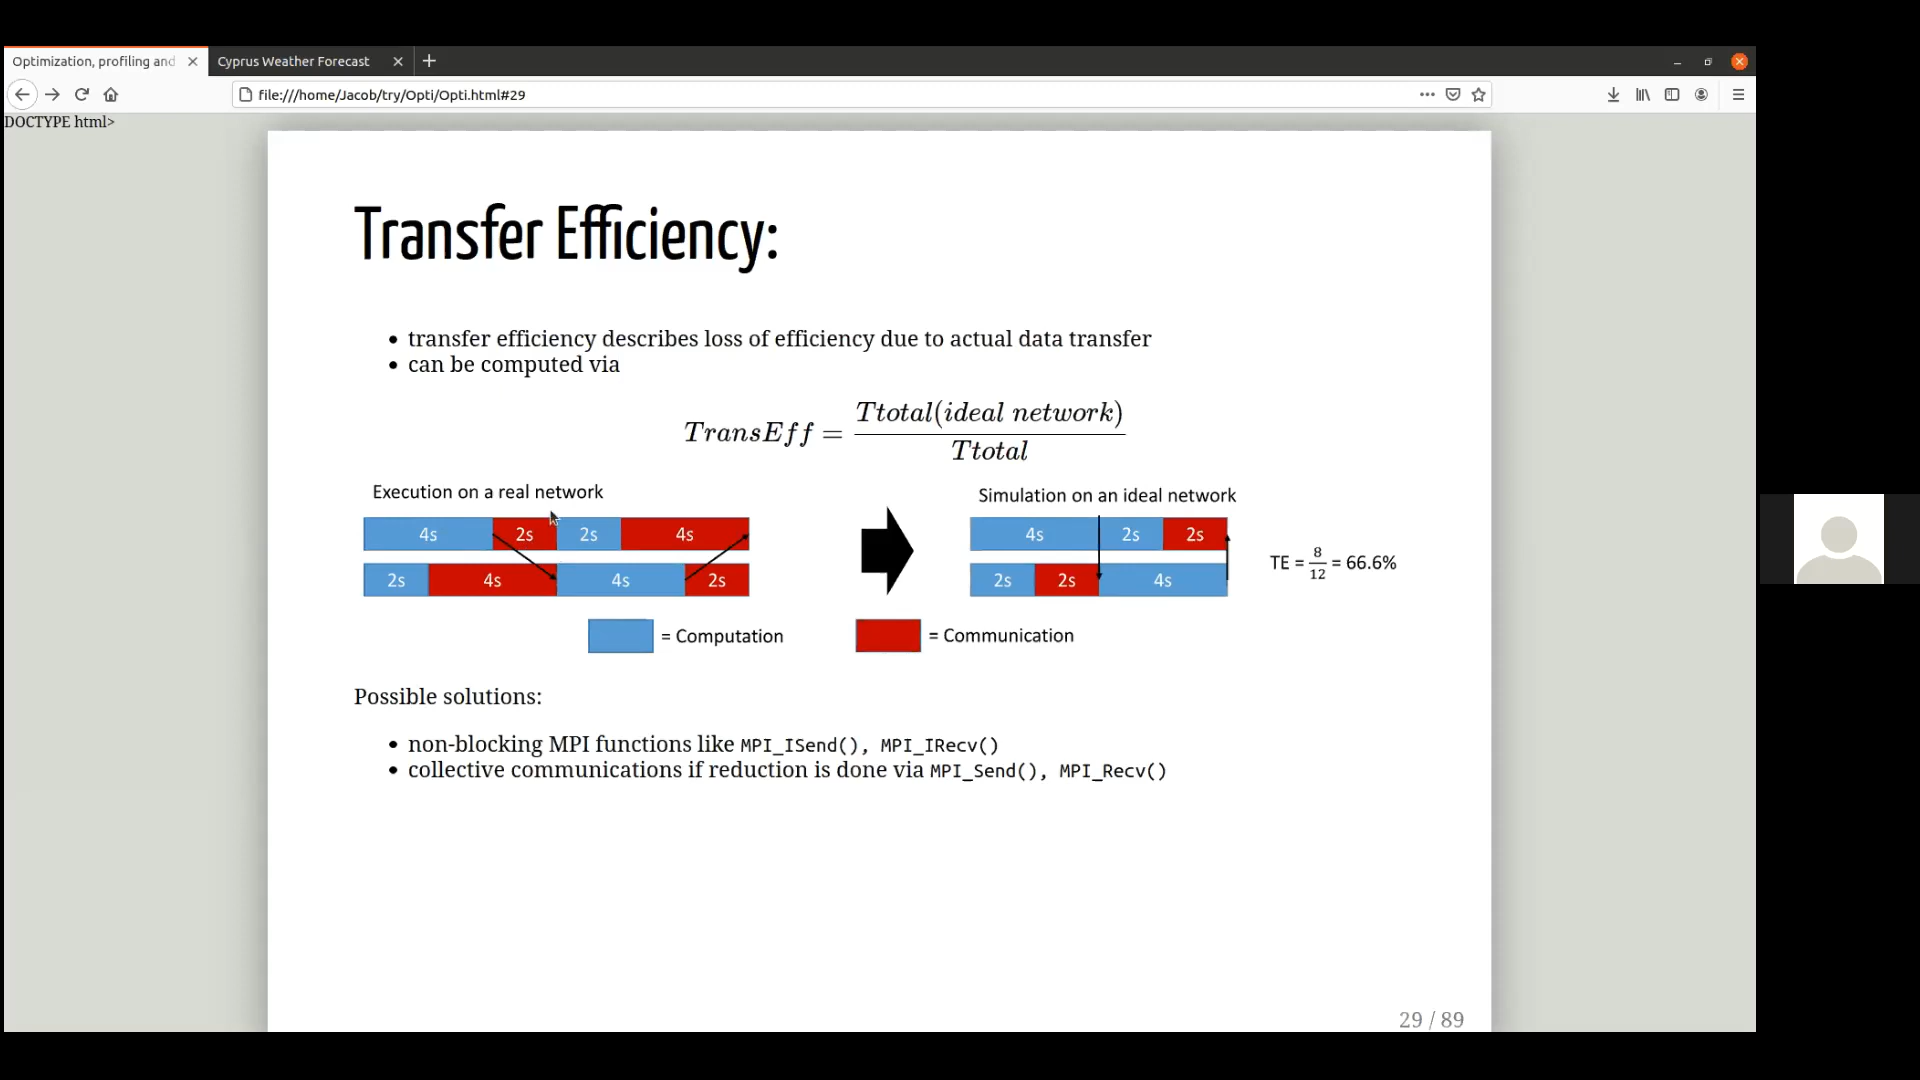 Optimization, profiling and
Cyprus Weather Forecast
file:///home/Jacob/try/Opti/Opti.html#29
DOCTYPE html>
Transfer Efficiency:
• transfer efficiency describes loss of efficiency due to actual data transfer
• can be computed via
TransEff = Ttotal(ideal network) / Ttotal
Execution on a real network
4s 2s 2s 4s
2s 4s 4s 2s
Simulation on an ideal network
4s 2s 2s
2s 2s 4s
TE = 8/12 = 66.6%
= Computation
= Communication
Possible solutions:
• non-blocking MPI functions like MPI_ISend(), MPI_IRecv()
• collective communications if reduction is done via MPI_Send(), MPI_Recv()
29 / 89